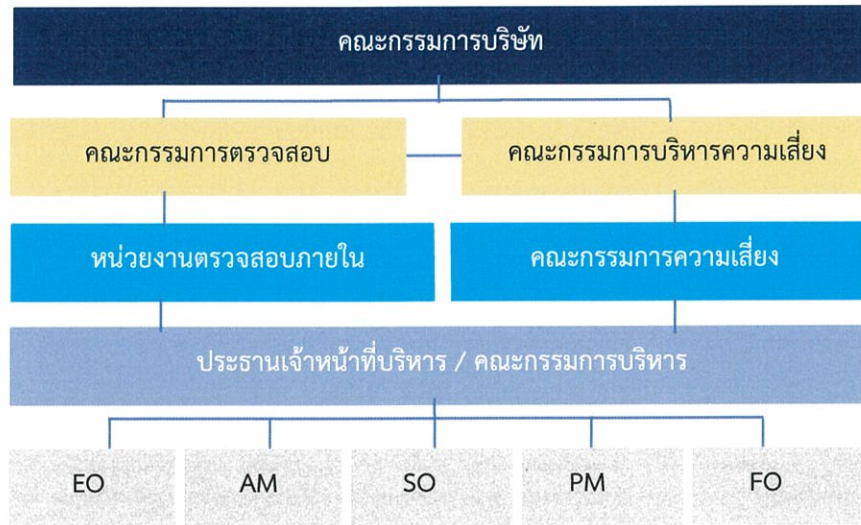 คณะกรรมการบริษัท
คณะกรรมการตรวจสอบ
คณะกรรมการบริหารความเสี่ยง
หน่วยงานตรวจสอบภายใน
คณะกรรมการความเสี่ยง
ประธานเจ้าหน้าที่บริหาร / คณะกรรมการบริหาร
EO
AM
SO
PM
FO